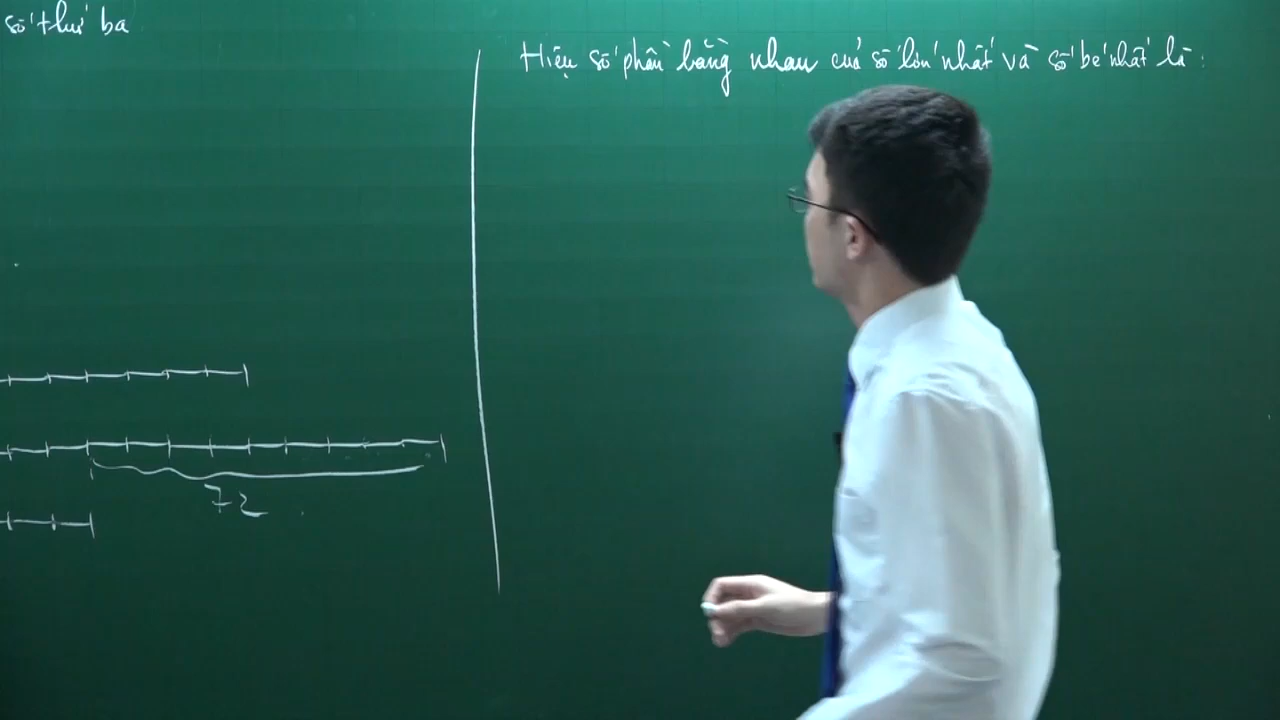 số thứ ba
Hiệu số phần bằng nhau của số lớn nhất và số bé nhất là :
72